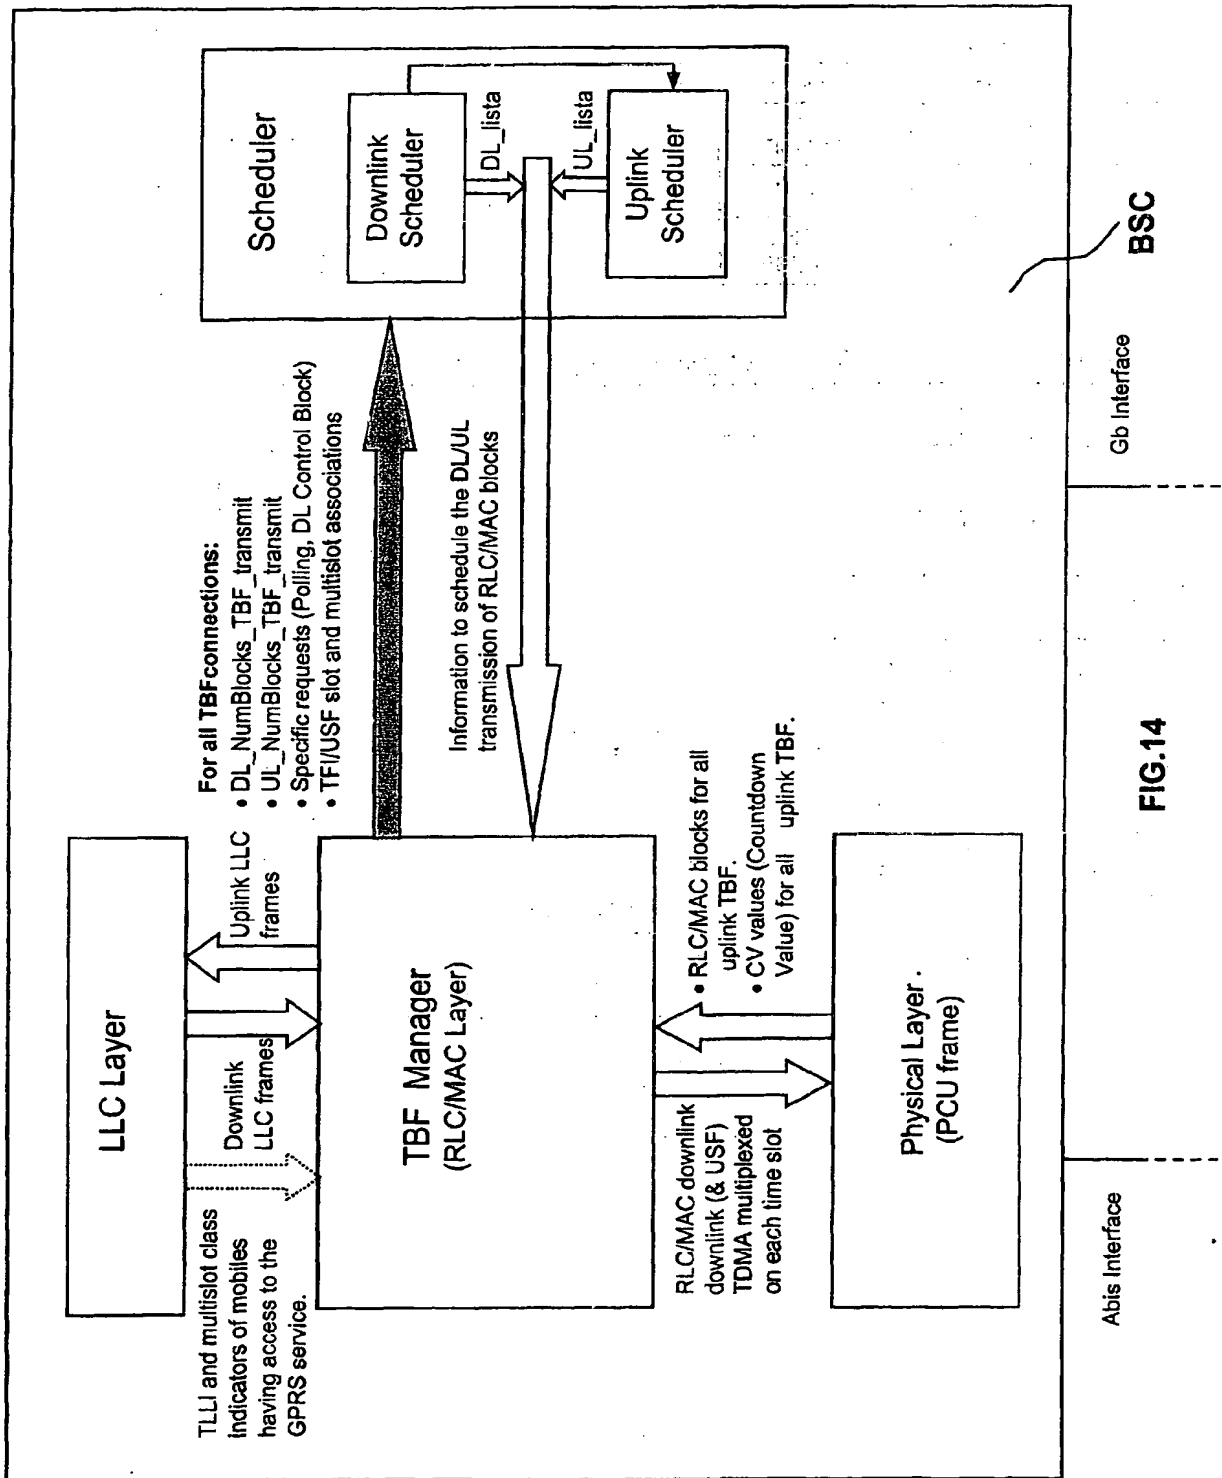 LLC Layer
TLLI and multislot class
indicators of mobiles
having access to the
GPRS service.
Downlink
LLC frames
Uplink LLC
frames
For all TBFconnections:
• DL_NumBlocks_TBF_transmit
• UL_NumBlocks_TBF_transmit
• Specific requests (Polling, DL Control Block)
• TFI/USF slot and multislot associations
Scheduler
Downlink
Scheduler
DL_lista
UL_lista
Uplink
Scheduler
TBF Manager
(RLC/MAC Layer)
Information to schedule the DL/UL
transmission of RLC/MAC blocks
RLC/MAC downlink
downlink (& USF)
TDMA multiplexed
on each time slot
• RLC/MAC blocks for all
uplink TBF.
• CV values (Countdown
Value) for all uplink TBF.
Physical Layer.
(PCU frame)
Abis Interface
Gb Interface
BSC
FIG.14